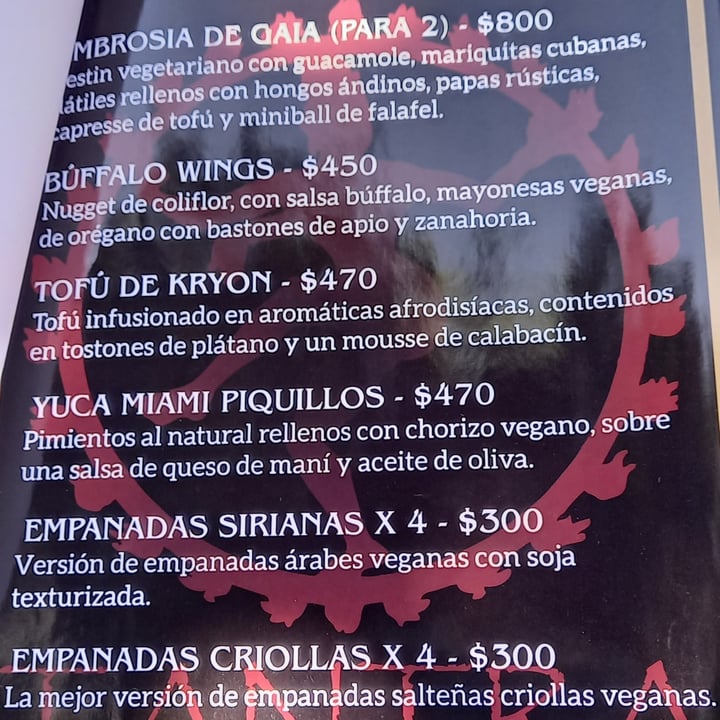 MBROSIA DE GAIA (PARA 2) - $800
estin vegetariano con guacamole, mariquitas cubanas,
átiles rellenos con hongos ándinos, papas rústicas,
capresse de tofú y miniball de falafel.
BÚFFALO WINGS - $450
Nugget de coliflor, con salsa búffalo, mayonesas veganas,
de orégano con bastones de apio y zanahoria.
TOFÚ DE KRYON - $470
Tofú infusionado en aromáticas afrodisíacas, contenidos
en tostones de plátano y un mousse de calabacín.
YUCA MIAMI PIQUILLOS - $470
Pimientos al natural rellenos con chorizo vegano, sobre
una salsa de queso de maní y aceite de oliva.
EMPANADAS SIRIANAS X 4 - $300
Versión de empanadas árabes veganas con soja
texturizada.
EMPANADAS CRIOLLAS X 4 - $300
La mejor versión de empanadas salteñas criollas veganas.